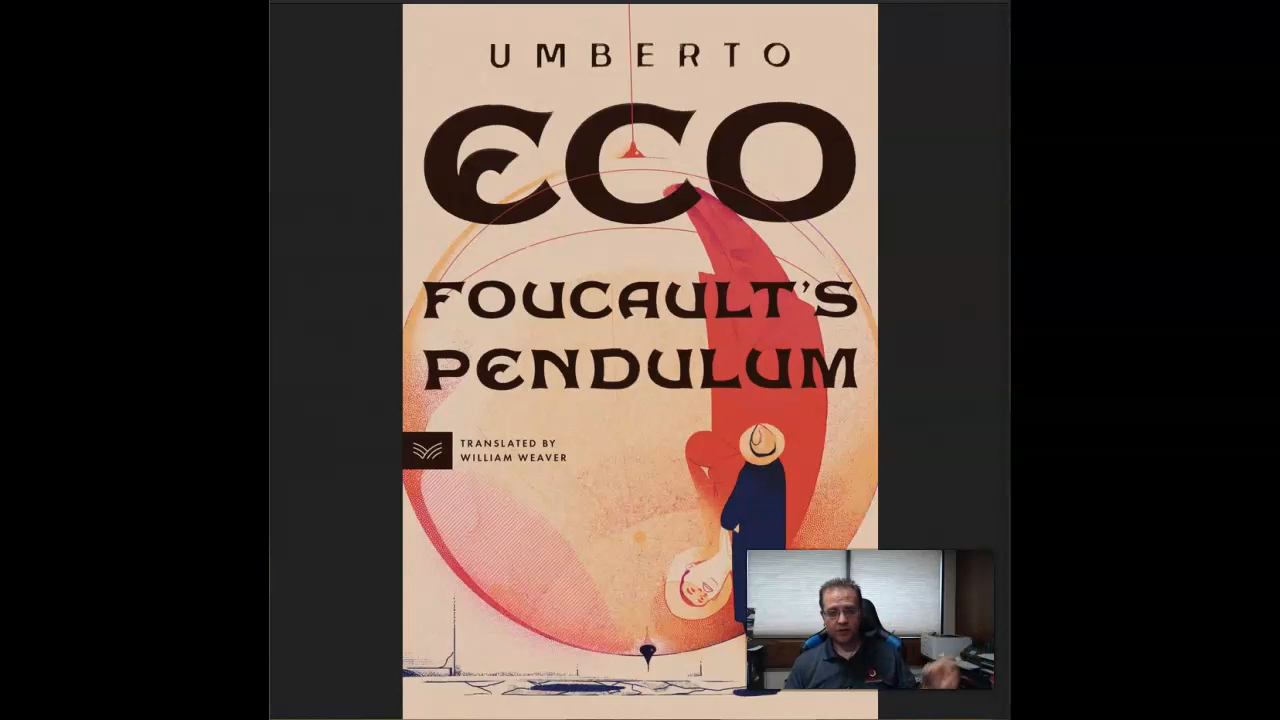 UMBERTO
ECO
FOUCAULT'S
PENDULUM
TRANSLATED BY
WILLIAM WEAVER